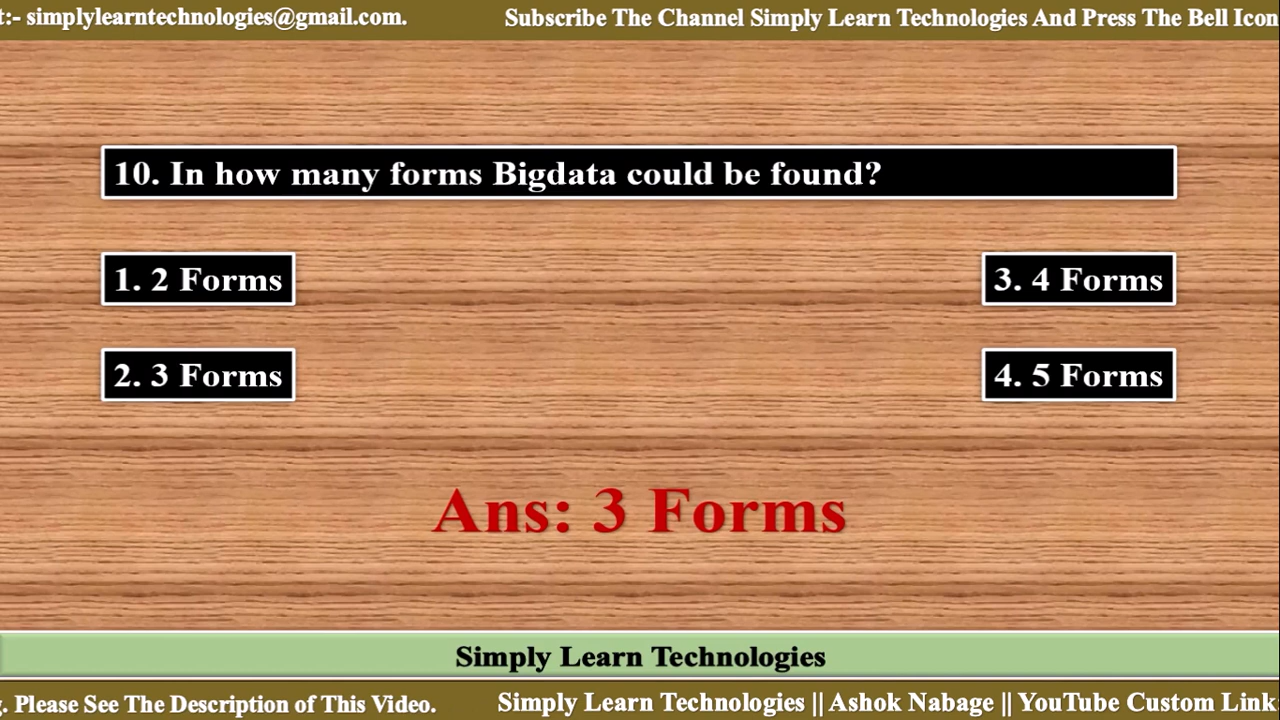 t:- simplylearntechnologies@gmail.com. Subscribe The Channel Simply Learn Technologies And Press The Bell Icon
10. In how many forms Bigdata could be found?
1. 2 Forms
3. 4 Forms
2. 3 Forms
4. 5 Forms
Ans: 3 Forms
Simply Learn Technologies
. Please See The Description of This Video. Simply Learn Technologies || Ashok Nabage || YouTube Custom Link